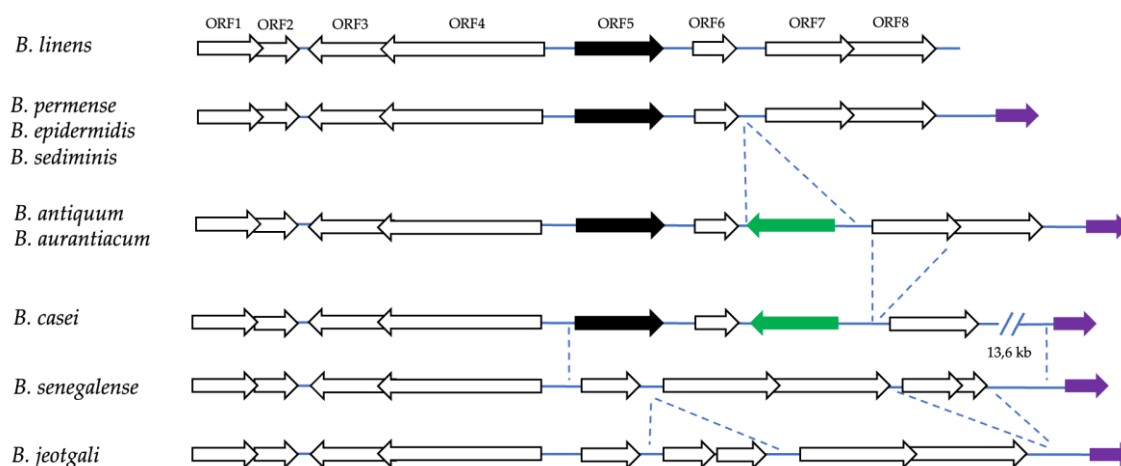 ORF1 ORF2 ORF3 ORF4 ORF5 ORF6 ORF7 ORF8
B. linens
B. permense
B. epidermidis
B. sediminis
B. antiquum
B. aurantiacum
B. casei
13,6 kb
B. senegalense
B. jeotgali